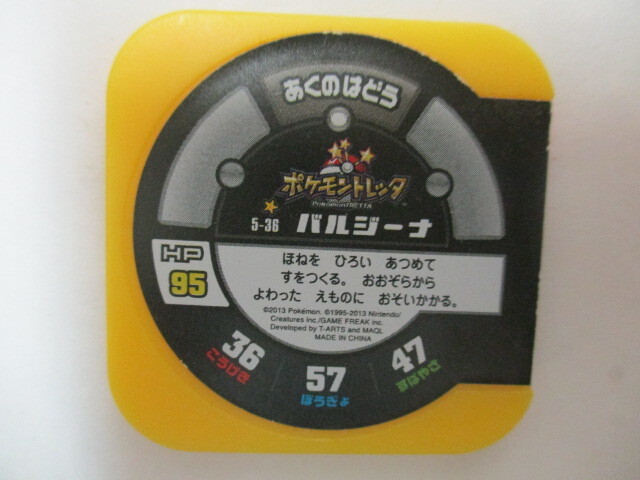 あくのはどう
ポケモントレッタ
PokémonTRETTA
5-36 バルジーナ
HP
95
ほねを ひろい あつめて
すをつくる。 おおぞらから
よわった えものに おそいかかる。
©2013 Pokémon. ©1995-2013 Nintendo/
Creatures Inc./GAME FREAK inc.
Developed by T-ARTS and MAQL
MADE IN CHINA
36
こうげき
57
ぼうぎょ
47
すばやさ